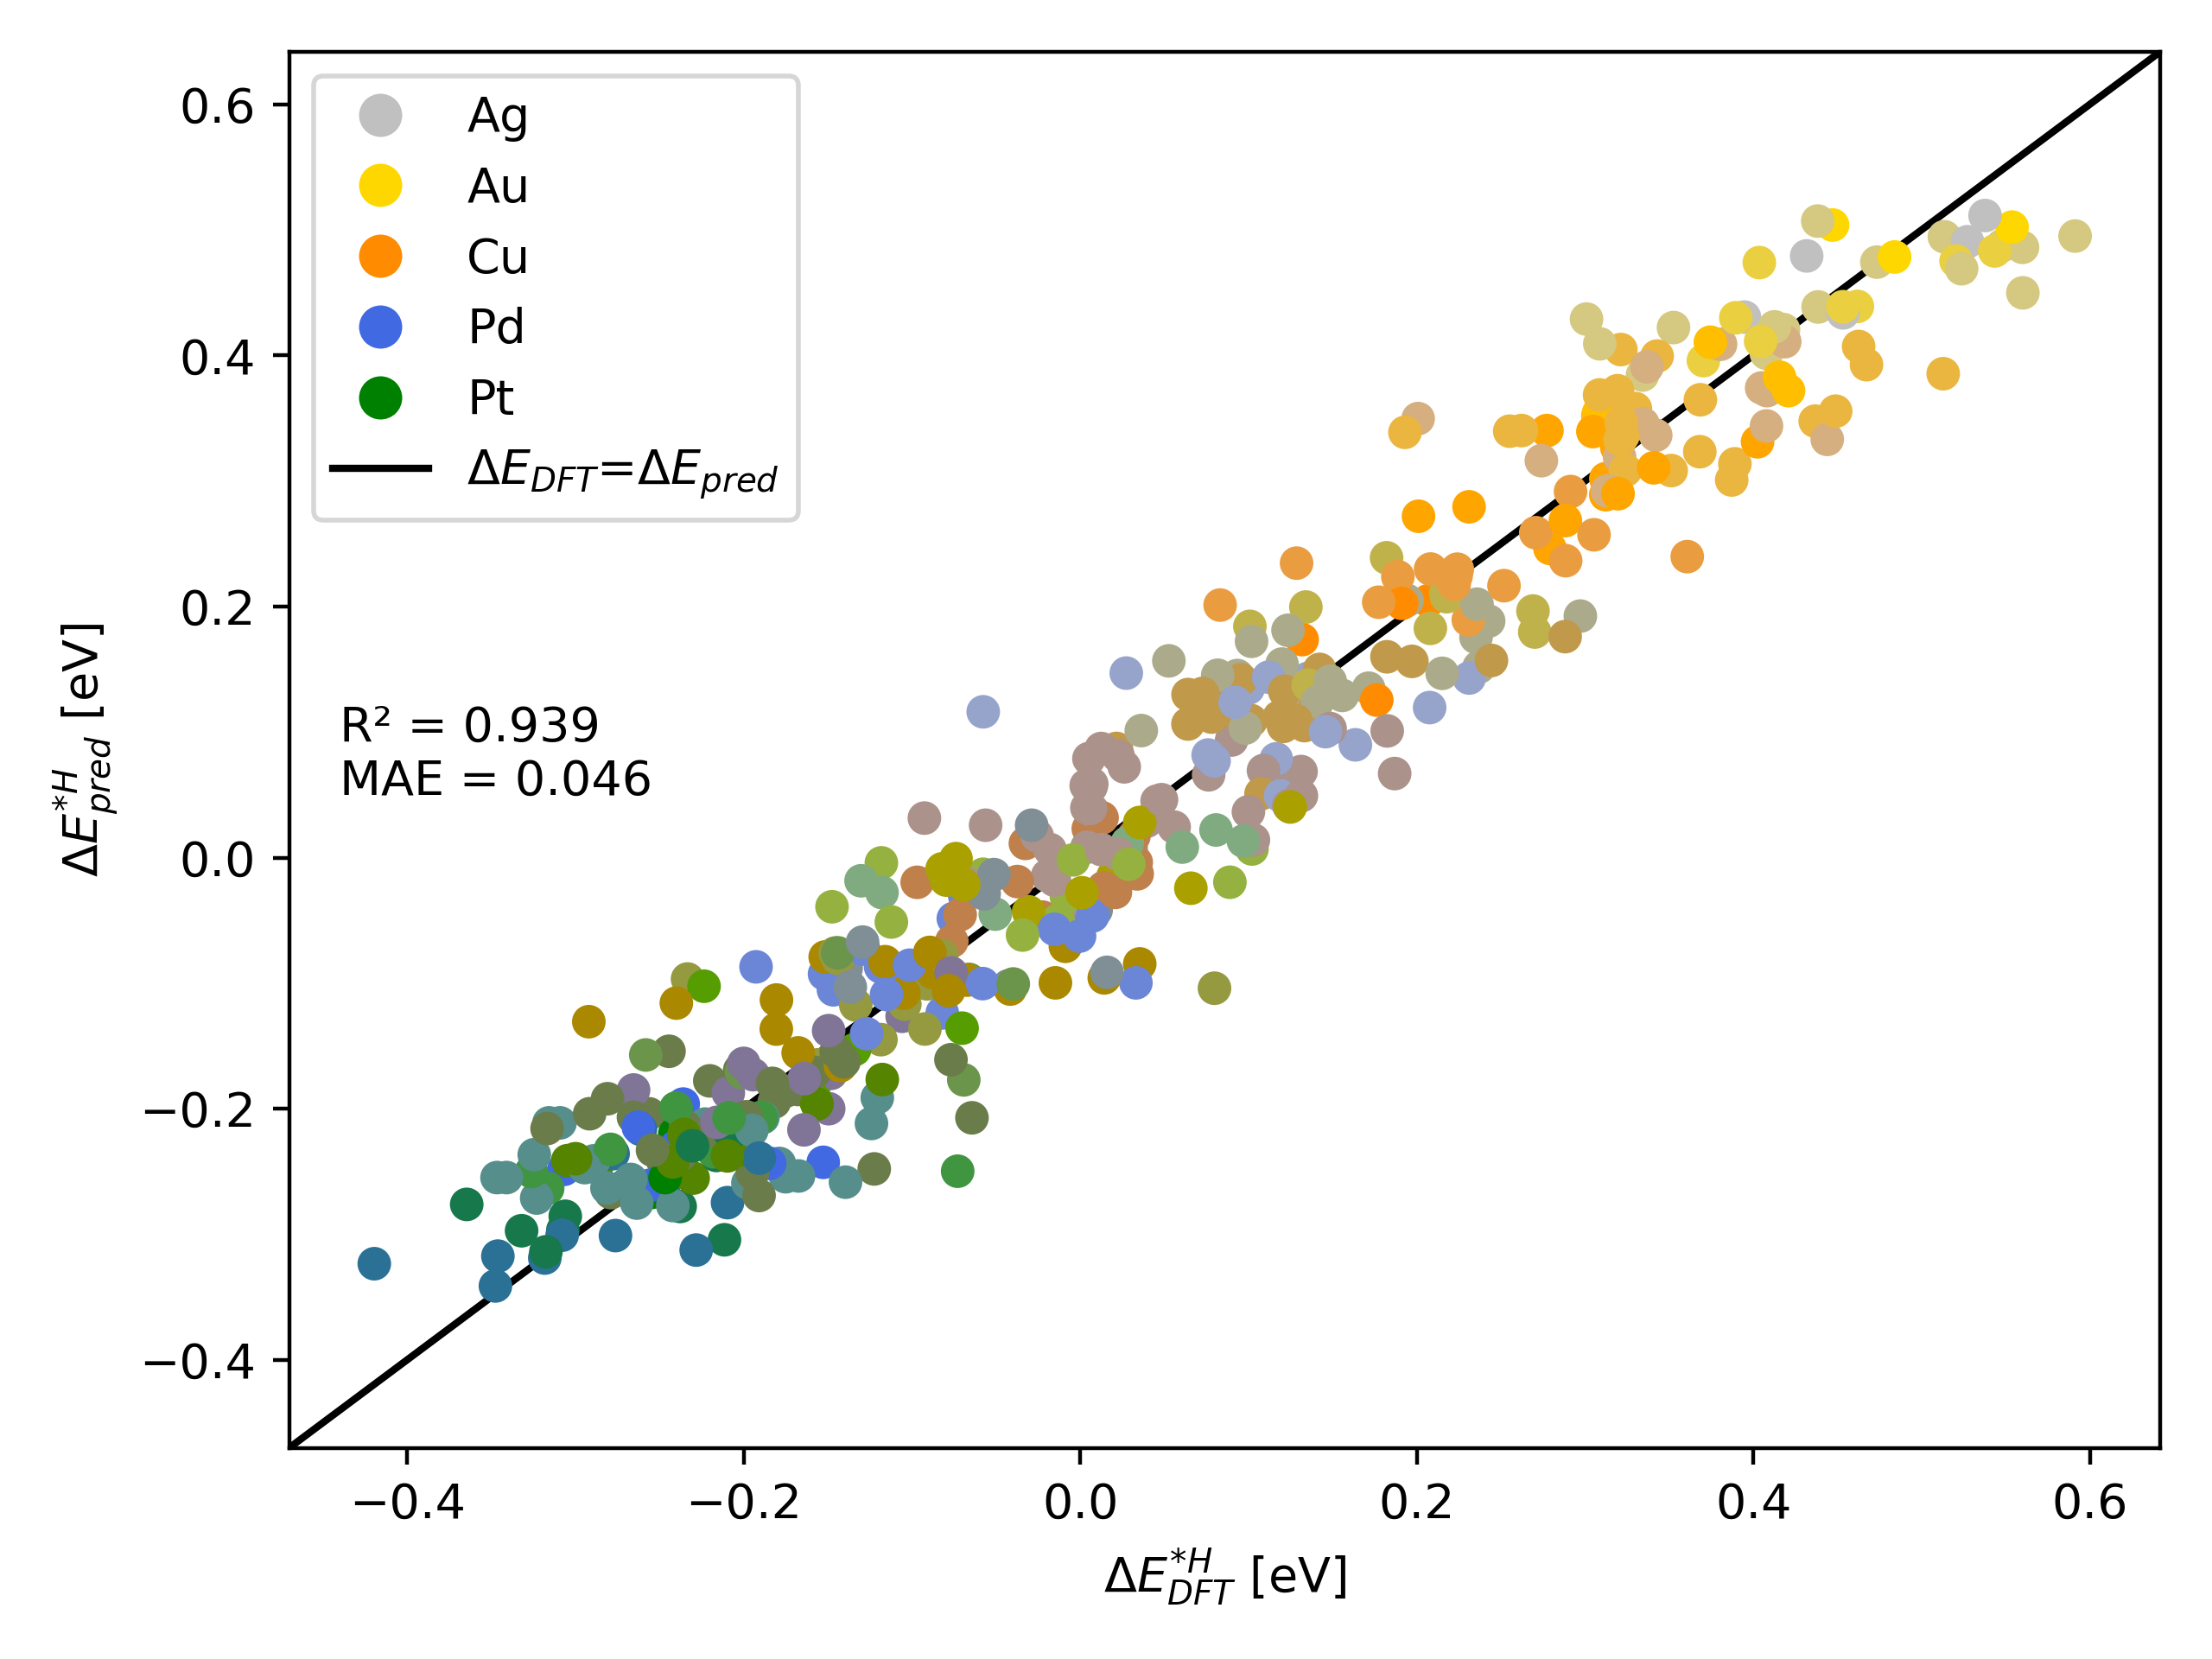 0.6
0.4
0.2
0.0
−0.2
−0.4
ΔE*H pred [eV]
Ag
Au
Cu
Pd
Pt
ΔE_DFT=ΔE_pred
R² = 0.939
MAE = 0.046
−0.4 −0.2 0.0 0.2 0.4 0.6
ΔE*H DFT [eV]